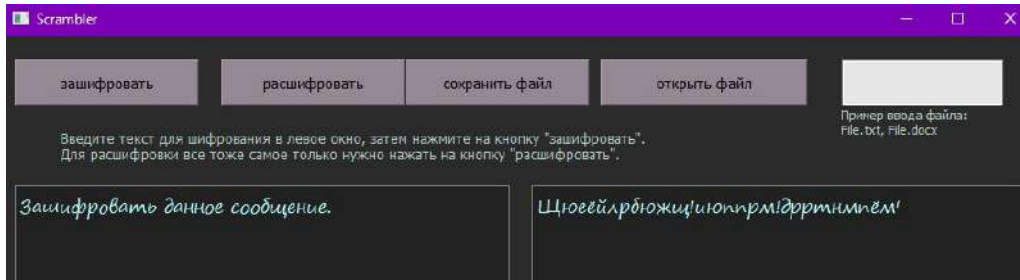 Scrambler
зашифровать
расшифровать
сохранить файл
открыть файл
Пример ввода файла:
File.txt, File.docx
Введите текст для шифрования в левое окно, затем нажмите на кнопку "зашифровать".
Для расшифровки все тоже самое только нужно нажать на кнопку "расшифровать".
Зашифровать данное сообщение.
Щюгёйлрбюжщ!июппрм!дрртнмпём'